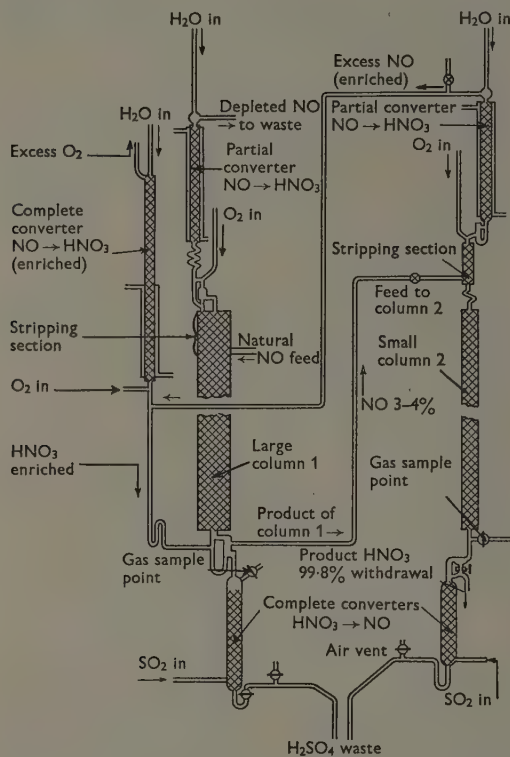 H₂O in
H₂O in
Excess NO
(enriched)
Depleted NO
to waste
Partial converter
NO → HNO₃
H₂O in
Excess O₂
Partial
converter
NO → HNO₃
O₂ in
O₂ in
Complete
converter
NO → HNO₃
(enriched)
Stripping section
Feed to
column 2
Stripping
section
Natural
NO feed
Small
column 2
O₂ in
NO 3–4%
HNO₃
enriched
Large
column 1
Gas sample
point
Product of
column 1 →
Gas sample
point
Product HNO₃
99·8% withdrawal
Complete converters
HNO₃ → NO
Air vent
SO₂ in
SO₂ in
H₂SO₄ waste